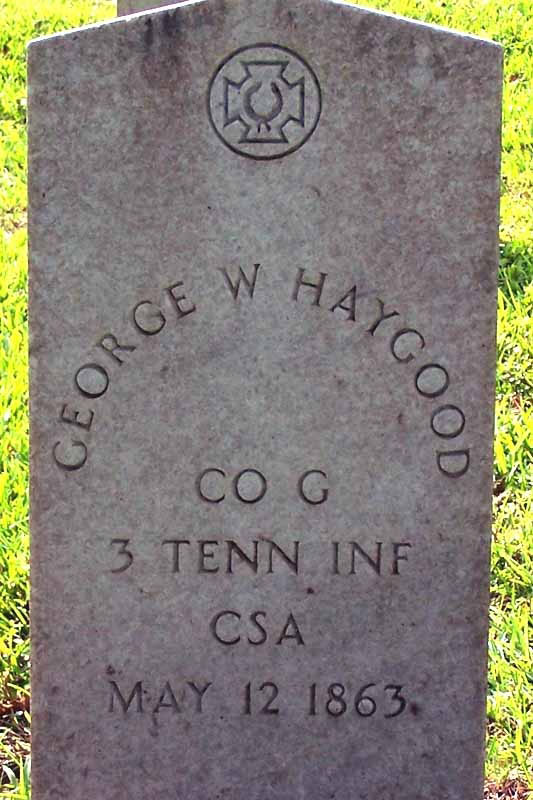 GEORGE W HAYGOOD
CO G
3 TENN INF
CSA
MAY 12 1863